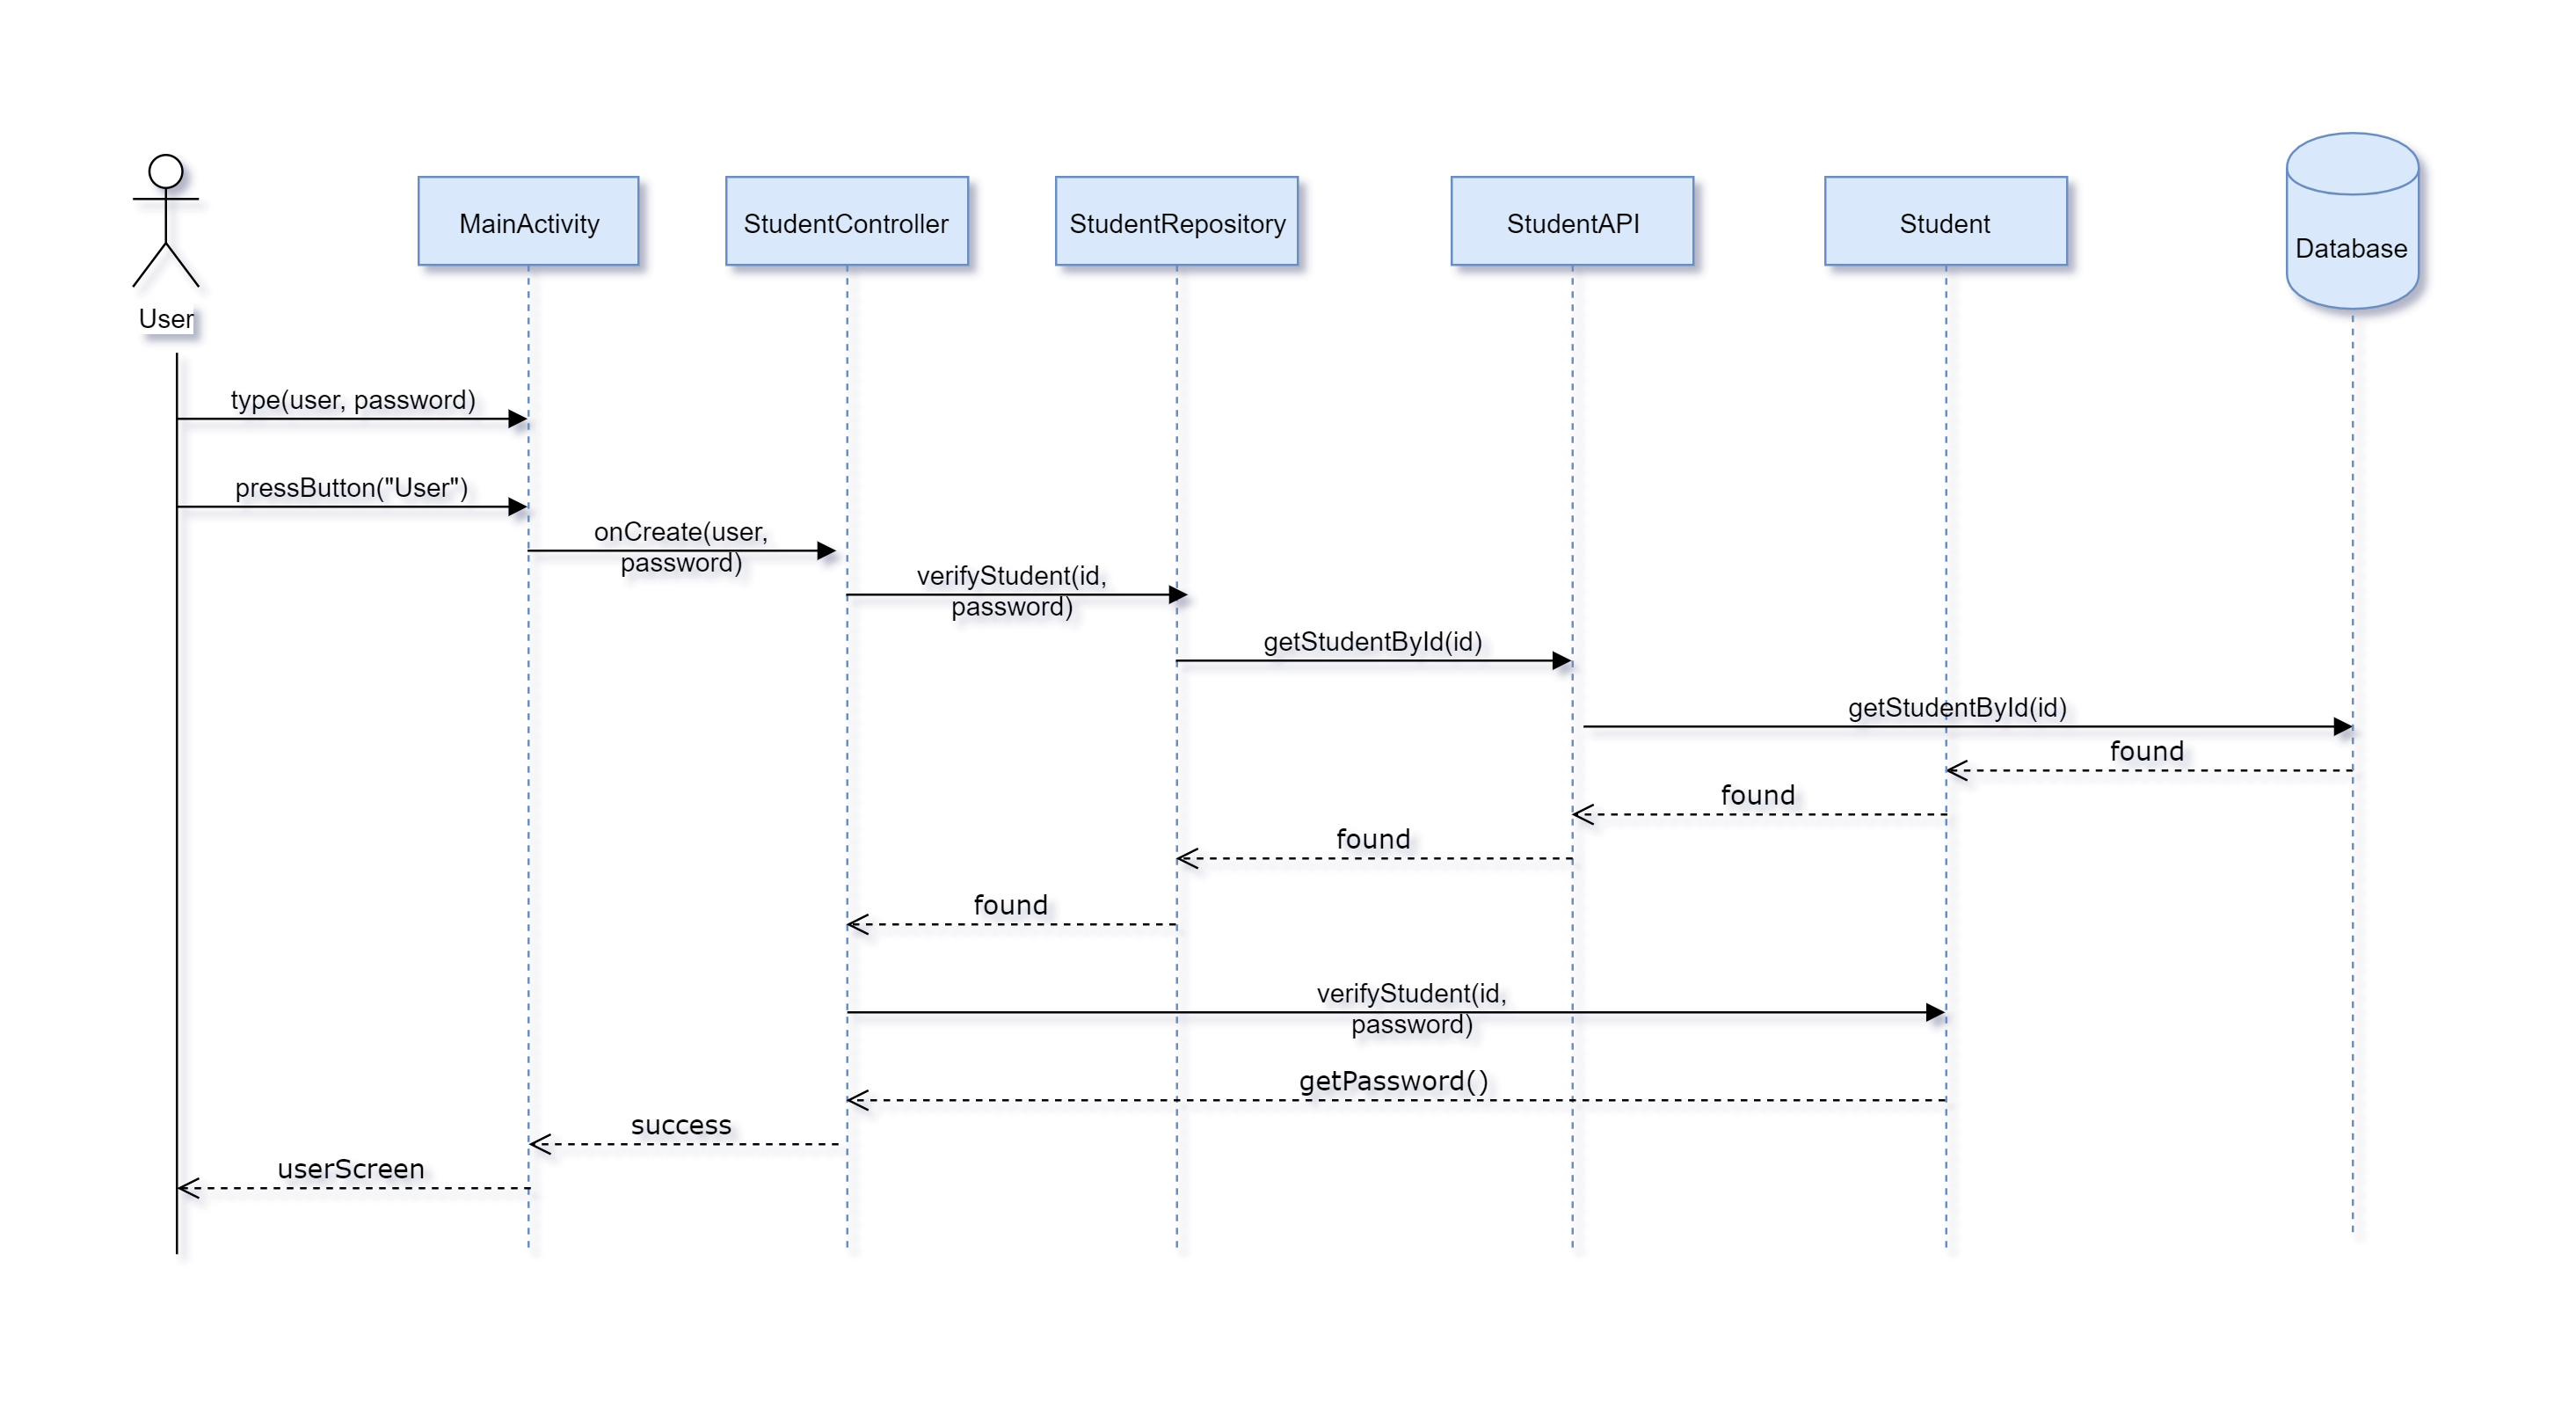 User
MainActivity
StudentController
StudentRepository
StudentAPI
Student
Database
type(user, password)
pressButton("User")
onCreate(user,
password)
verifyStudent(id,
password)
getStudentById(id)
getStudentById(id)
found
found
found
found
verifyStudent(id,
password)
getPassword()
success
userScreen